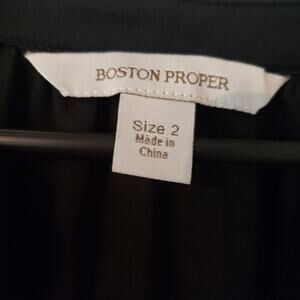 BOSTON PROPER
Size 2
Made in
China